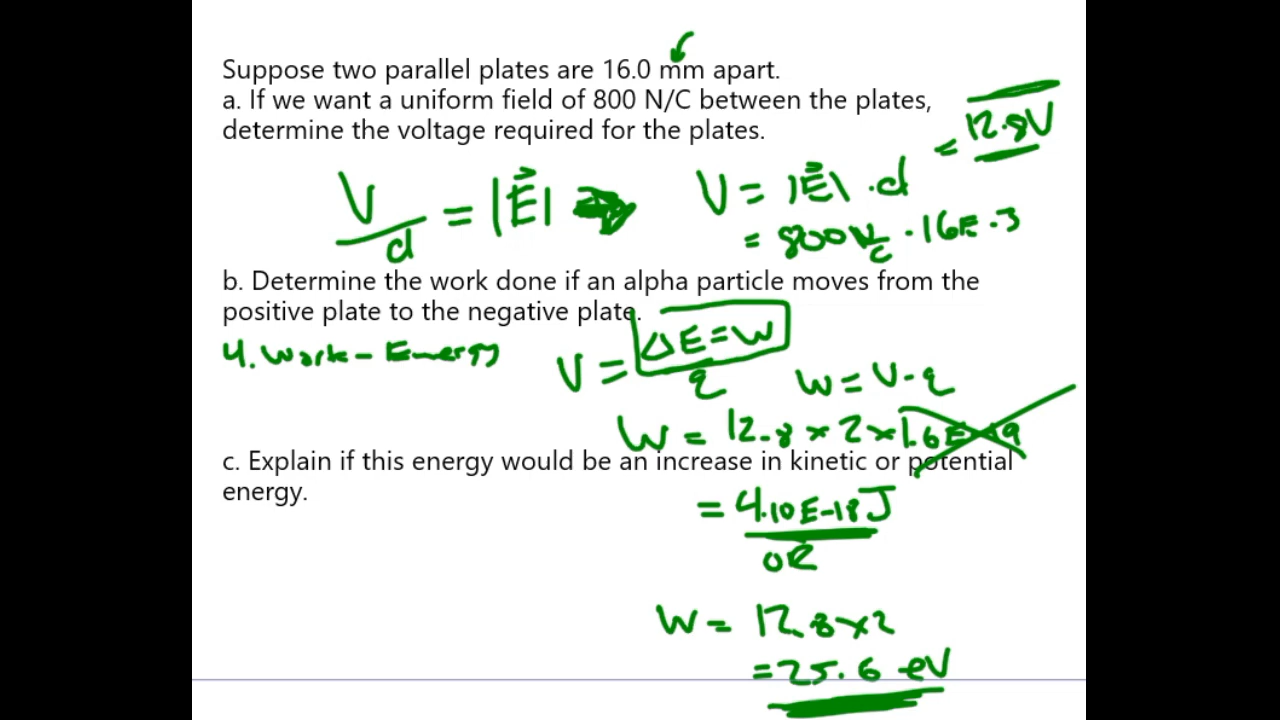 Suppose two parallel plates are 16.0 mm apart.
a. If we want a uniform field of 800 N/C between the plates,
determine the voltage required for the plates.
= 12.8V
V/d = |E⃗| ⇒ V = |E⃗| · d
= 800 N/C · 16E-3
b. Determine the work done if an alpha particle moves from the
positive plate to the negative plate.
4. Work - Energy
V = ΔE=W/q
W = V·q
W = 12.8 × 2 × 1.6E-19
c. Explain if this energy would be an increase in kinetic or potential
energy.
= 4.10E-18J
OR
W = 12.8×2
= 25.6 eV